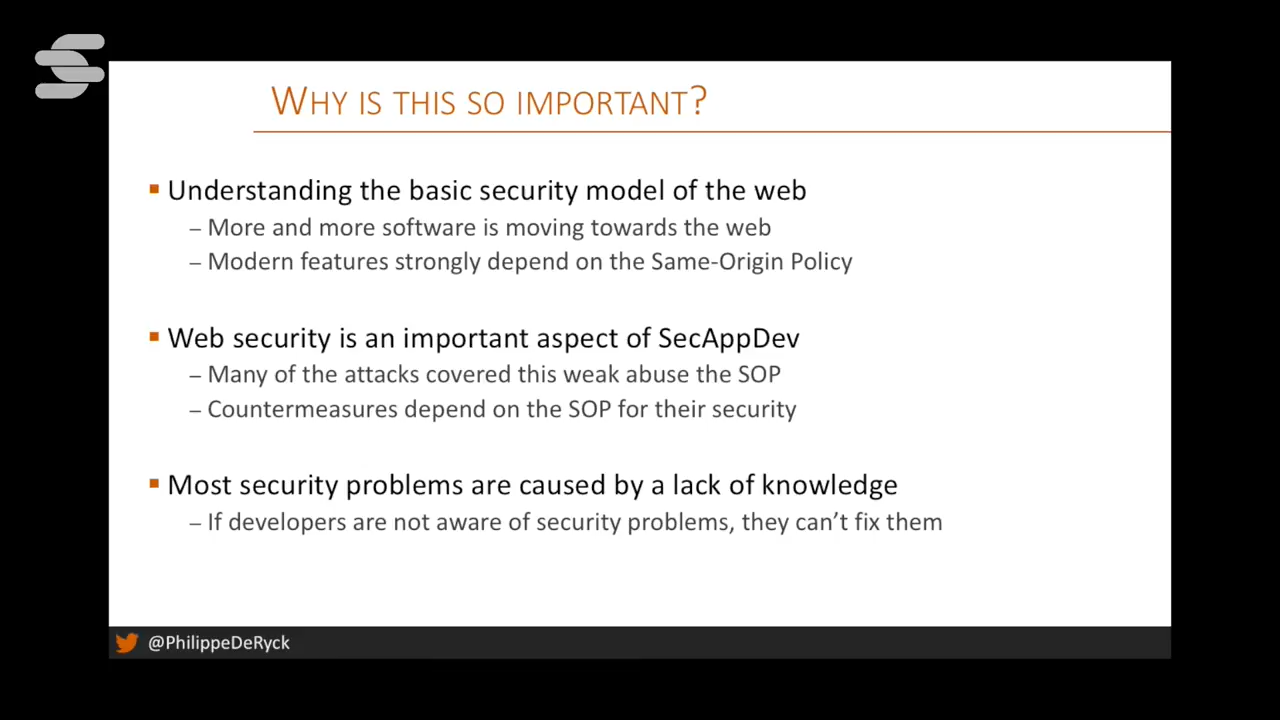 WHY IS THIS SO IMPORTANT?
Understanding the basic security model of the web
– More and more software is moving towards the web
– Modern features strongly depend on the Same-Origin Policy
Web security is an important aspect of SecAppDev
– Many of the attacks covered this weak abuse the SOP
– Countermeasures depend on the SOP for their security
Most security problems are caused by a lack of knowledge
– If developers are not aware of security problems, they can’t fix them
@PhilippeDeRyck